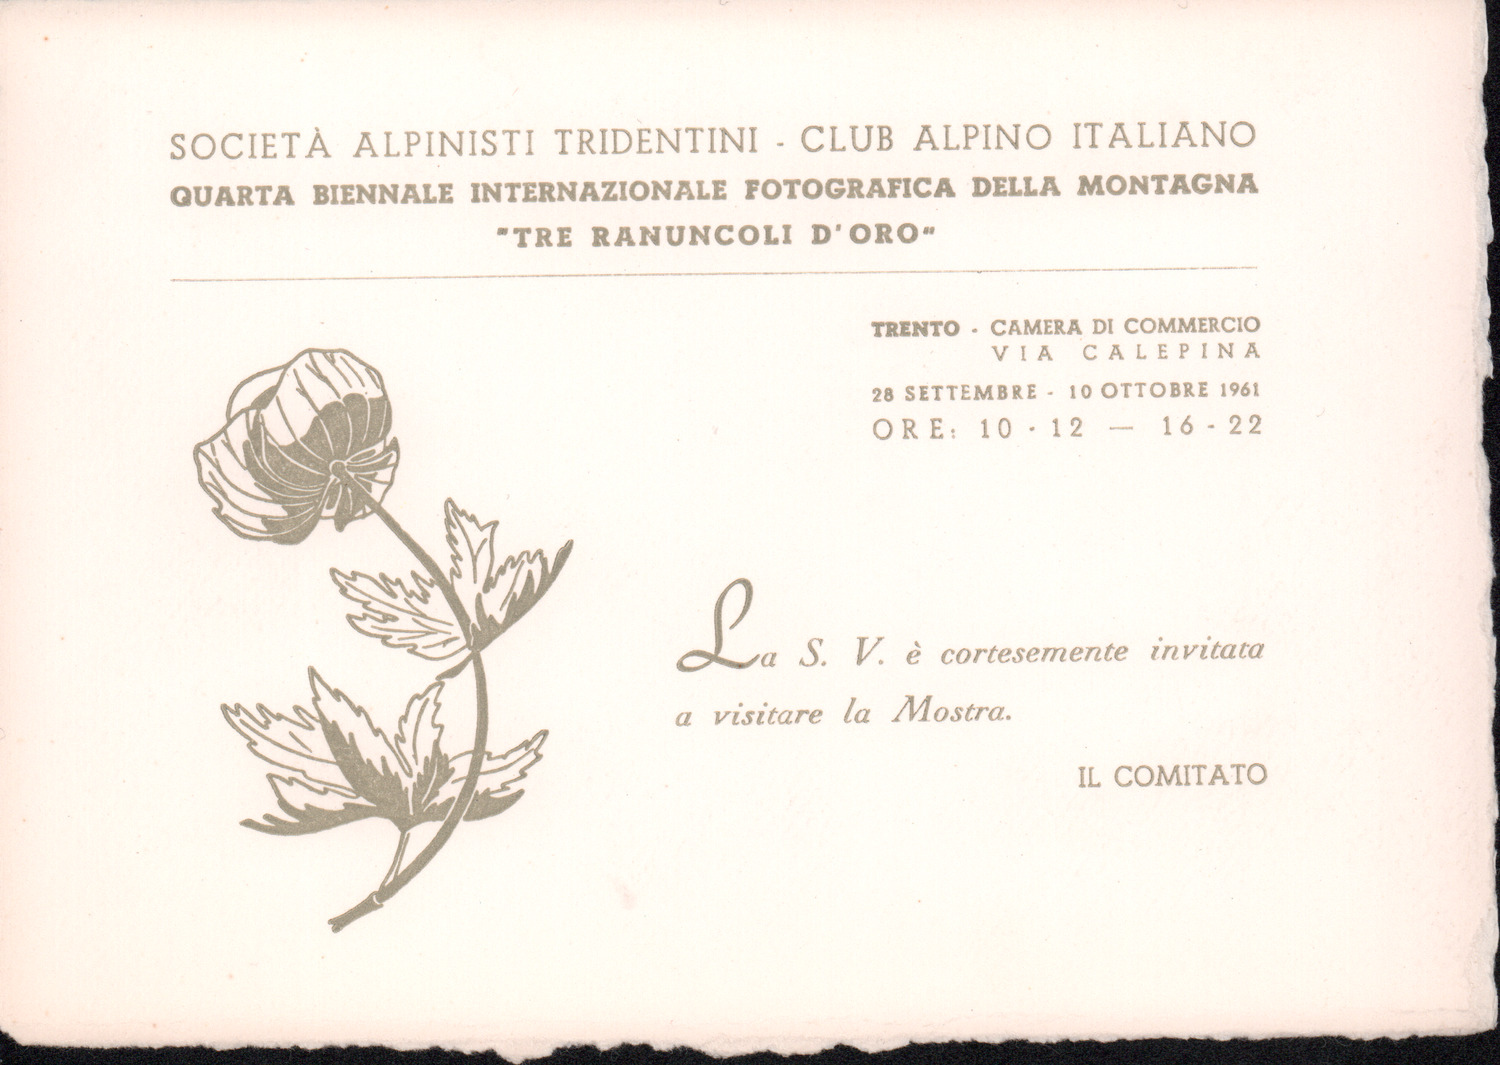 SOCIETÀ ALPINISTI TRIDENTINI - CLUB ALPINO ITALIANO
QUARTA BIENNALE INTERNAZIONALE FOTOGRAFICA DELLA MONTAGNA
"TRE RANUNCOLI D'ORO"
TRENTO - CAMERA DI COMMERCIO
VIA CALEPINA
28 SETTEMBRE - 10 OTTOBRE 1961
ORE: 10 - 12 — 16 - 22
La S. V. è cortesemente invitata
a visitare la Mostra.
IL COMITATO